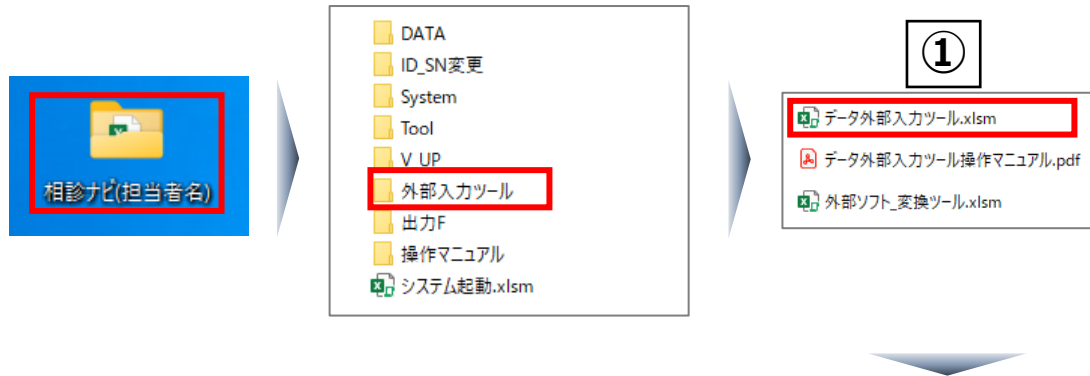 相診ナビ(担当者名)
DATA
ID_SN変更
System
Tool
V_UP
外部入力ツール
出力F
操作マニュアル
システム起動.xlsm
①
データ外部入力ツール.xlsm
データ外部入力ツール操作マニュアル.pdf
外部ソフト_変換ツール.xlsm